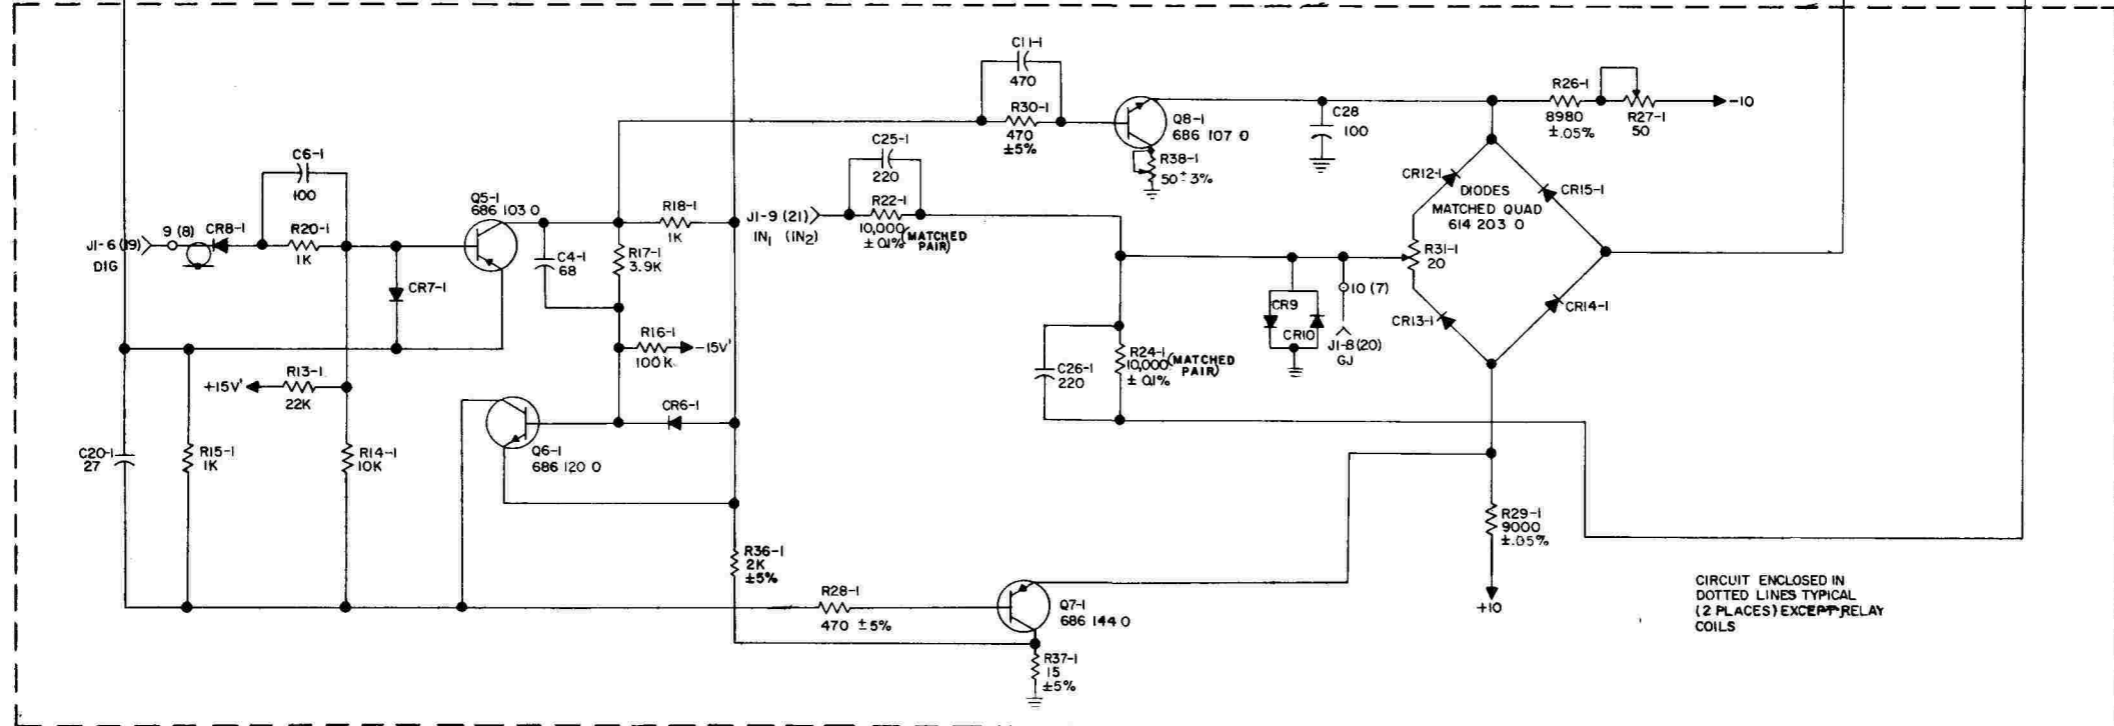 C11-1
470
R30-1
470
±5%
Q8-1
686 107 0
R38-1
50 ± 3%
C28
100
R26-1
8980
±.05%
R27-1
50
-10
C6-1
100
R20-1
1K
J1-6 (19)
DIG
9 (8)
CR8-1
Q5-1
686 103 0
R18-1
1K
C4-1
68
R17-1
3.9K
CR7-1
R16-1
100K
-15V'
+15V'
R13-1
22K
C20-1
27
R15-1
1K
R14-1
10K
Q6-1
686 120 0
CR6-1
J1-9 (21)
IN1 (IN2)
C25-1
220
R22-1
10,000
± 0.1%
(MATCHED
PAIR)
CR12-1
DIODES
MATCHED QUAD
614 203 0
CR15-1
R31-1
20
CR13-1
CR14-1
CR9
CR10
10 (7)
J1-8 (20)
GJ
C26-1
220
R24-1
10,000
± 0.1%
(MATCHED
PAIR)
R29-1
9000
±.05%
+10
R36-1
2K
±5%
R28-1
470 ±5%
Q7-1
686 144 0
R37-1
15
±5%
CIRCUIT ENCLOSED IN
DOTTED LINES TYPICAL
(2 PLACES) EXCEPT RELAY
COILS